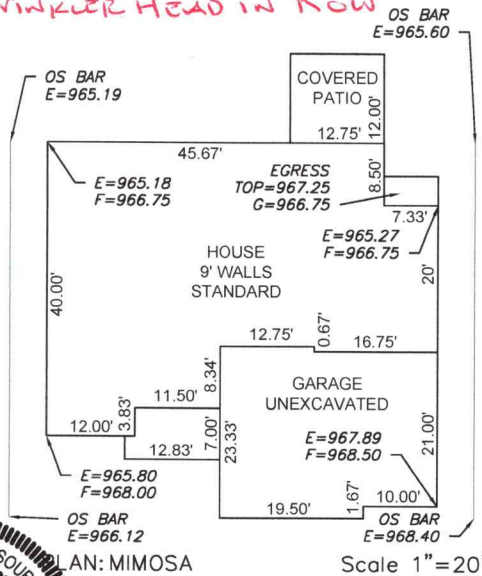 HEAD IN ROW
OS BAR
E=965.60
OS BAR
E=965.19
COVERED
PATIO
12.00'
12.75'
45.67'
E=965.18
F=966.75
EGRESS
TOP=967.25
G=966.75
8.50'
7.33'
E=965.27
F=966.75
HOUSE
9' WALLS
STANDARD
40.00'
20'
12.75'
0.67'
16.75'
8.34'
GARAGE
UNEXCAVATED
11.50'
3.83'
12.00'
12.83'
7.00'
23.33'
E=967.89
F=968.50
21.00'
E=965.80
F=968.00
19.50'
1.67'
10.00'
OS BAR
E=966.12
OS BAR
E=968.40
LAN: MIMOSA
Scale 1"=20'